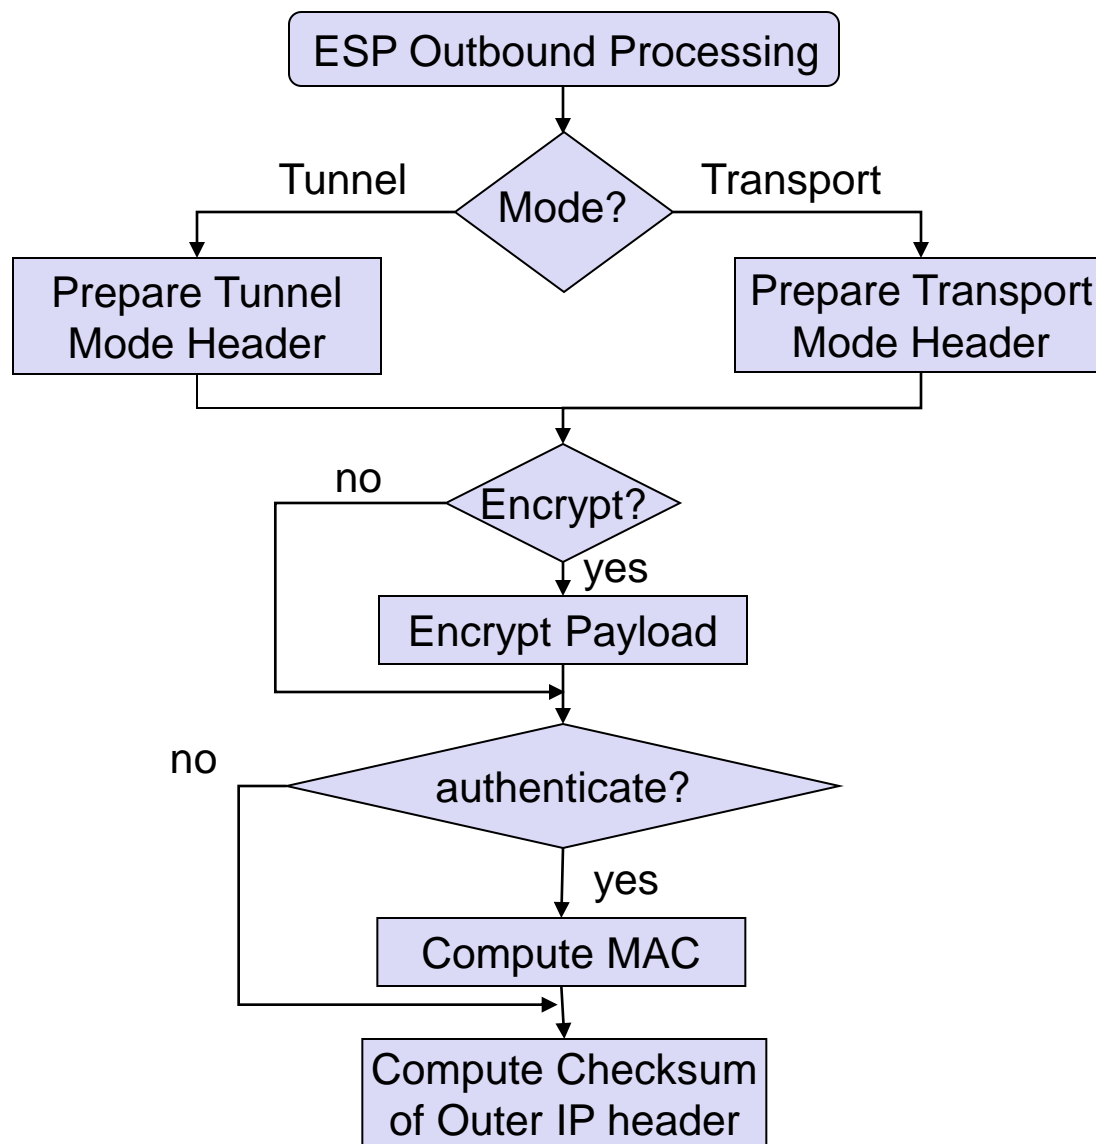 ESP Outbound Processing
Tunnel
Transport
Mode?
Prepare Tunnel
Mode Header
Prepare Transport
Mode Header
no
Encrypt?
yes
Encrypt Payload
no
authenticate?
yes
Compute MAC
Compute Checksum
of Outer IP header